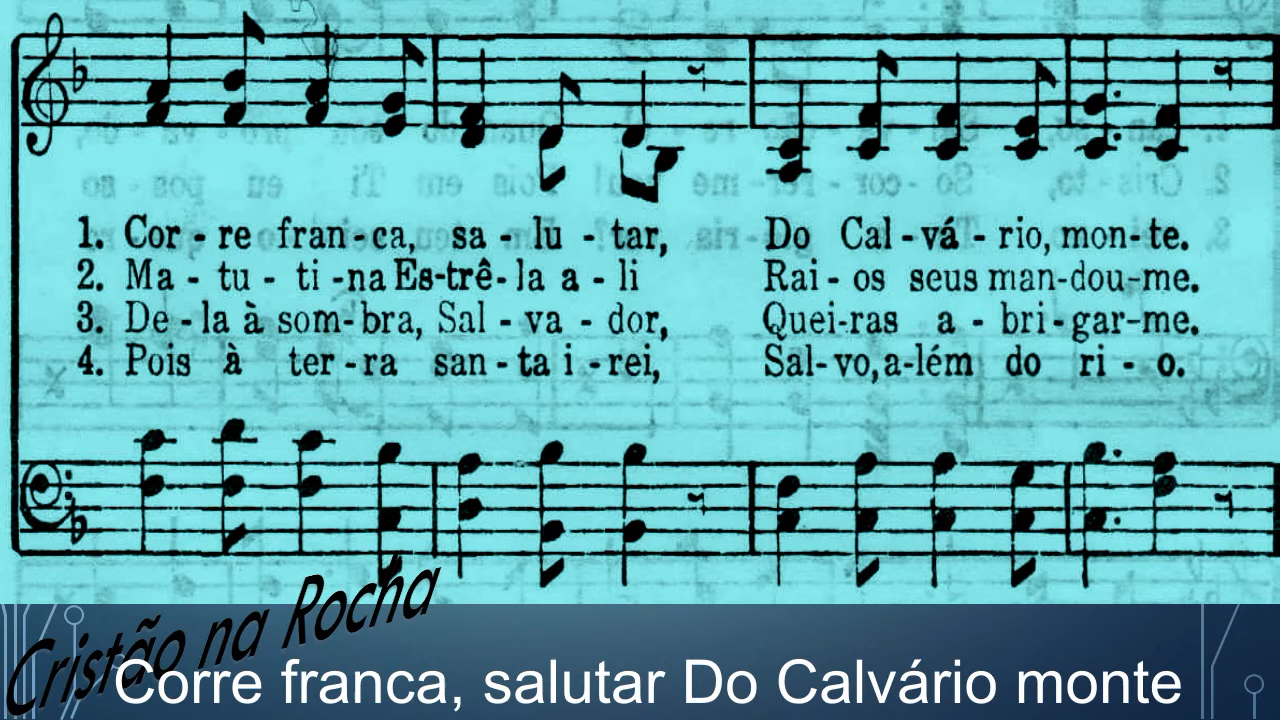 1. Cor - re fran - ca, sa - lu - tar, Do Cal - vá - rio, mon - te.
2. Ma - tu - ti - na Es - trê - la a - li Rai - os seus man - dou - me.
3. De - la à som - bra, Sal - va - dor, Quei - ras a - bri - gar - me.
4. Pois à ter - ra san - ta i - rei, Sal - vo, a - lém do ri - o.
Cristão na Rocha
Corre franca, salutar Do Calvário monte